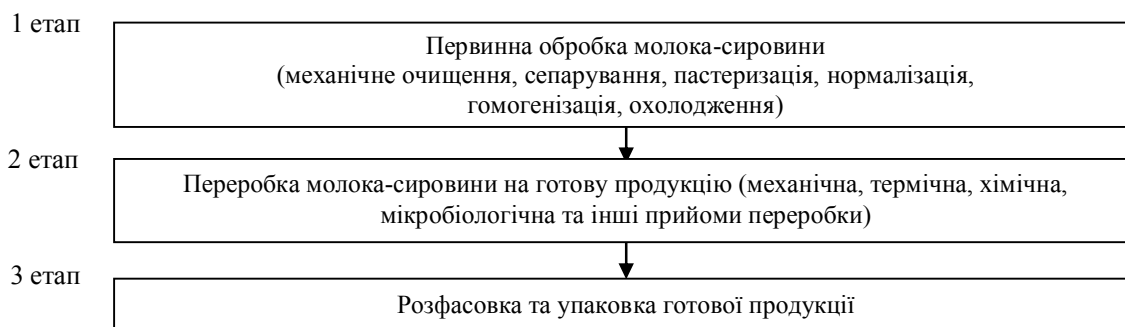 1 етап
Первинна обробка молока-сировини
(механічне очищення, сепарування, пастеризація, нормалізація,
гомогенізація, охолодження)
2 етап
Переробка молока-сировини на готову продукцію (механічна, термічна, хімічна,
мікробіологічна та інші прийоми переробки)
3 етап
Розфасовка та упаковка готової продукції